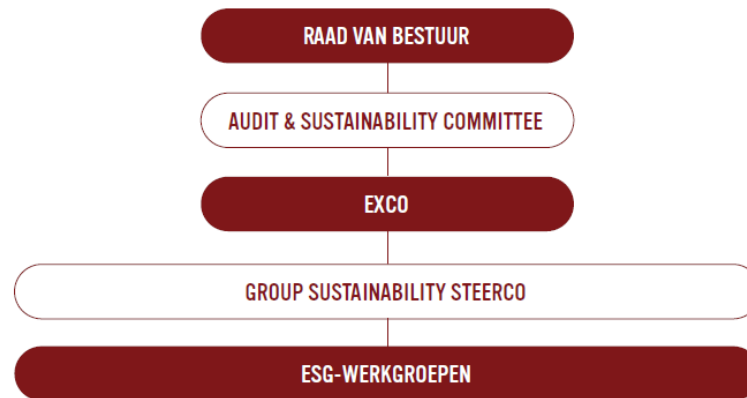 RAAD VAN BESTUUR
AUDIT & SUSTAINABILITY COMMITTEE
EXCO
GROUP SUSTAINABILITY STEERCO
ESG-WERKGROEPEN